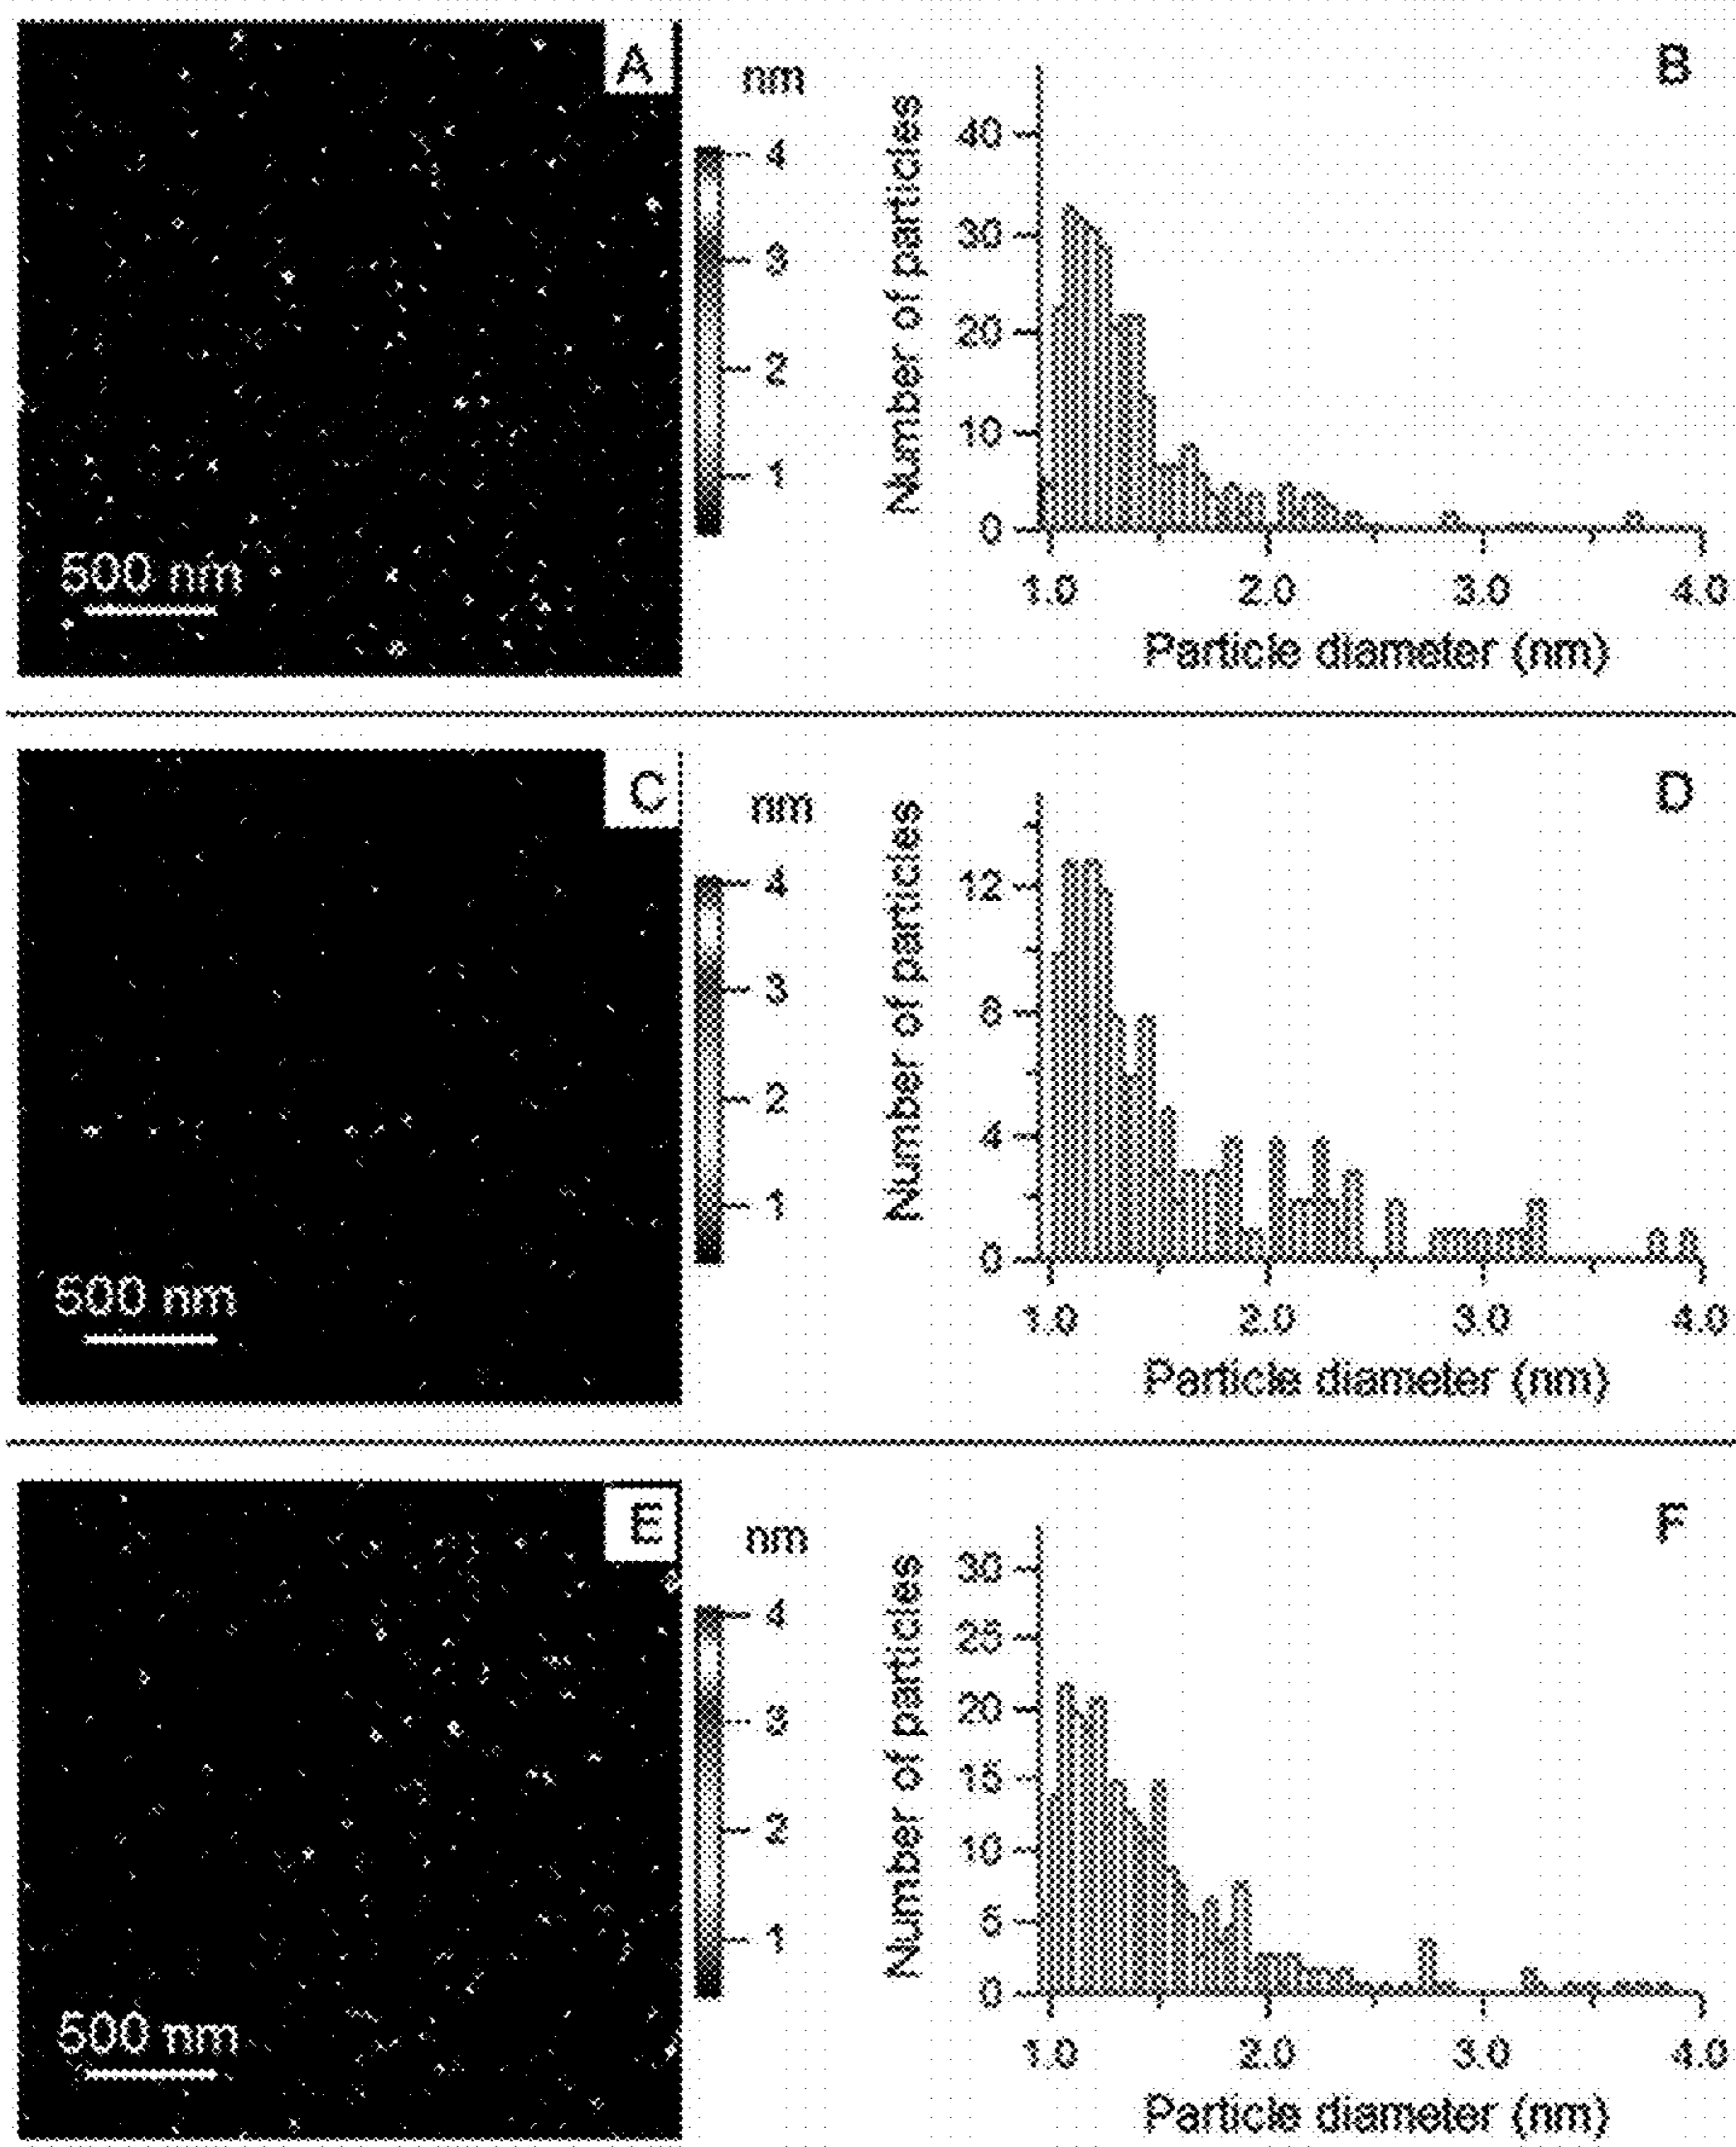 A
nm
4
3
2
1
500 nm
B
Number of particles
40
30
20
10
0
1.0 2.0 3.0 4.0
Particle diameter (nm)
C
nm
4
3
2
1
500 nm
D
Number of particles
12
8
4
0
1.0 2.0 3.0 4.0
Particle diameter (nm)
E
nm
4
3
2
1
500 nm
F
Number of particles
30
25
20
15
10
5
0
1.0 2.0 3.0 4.0
Particle diameter (nm)